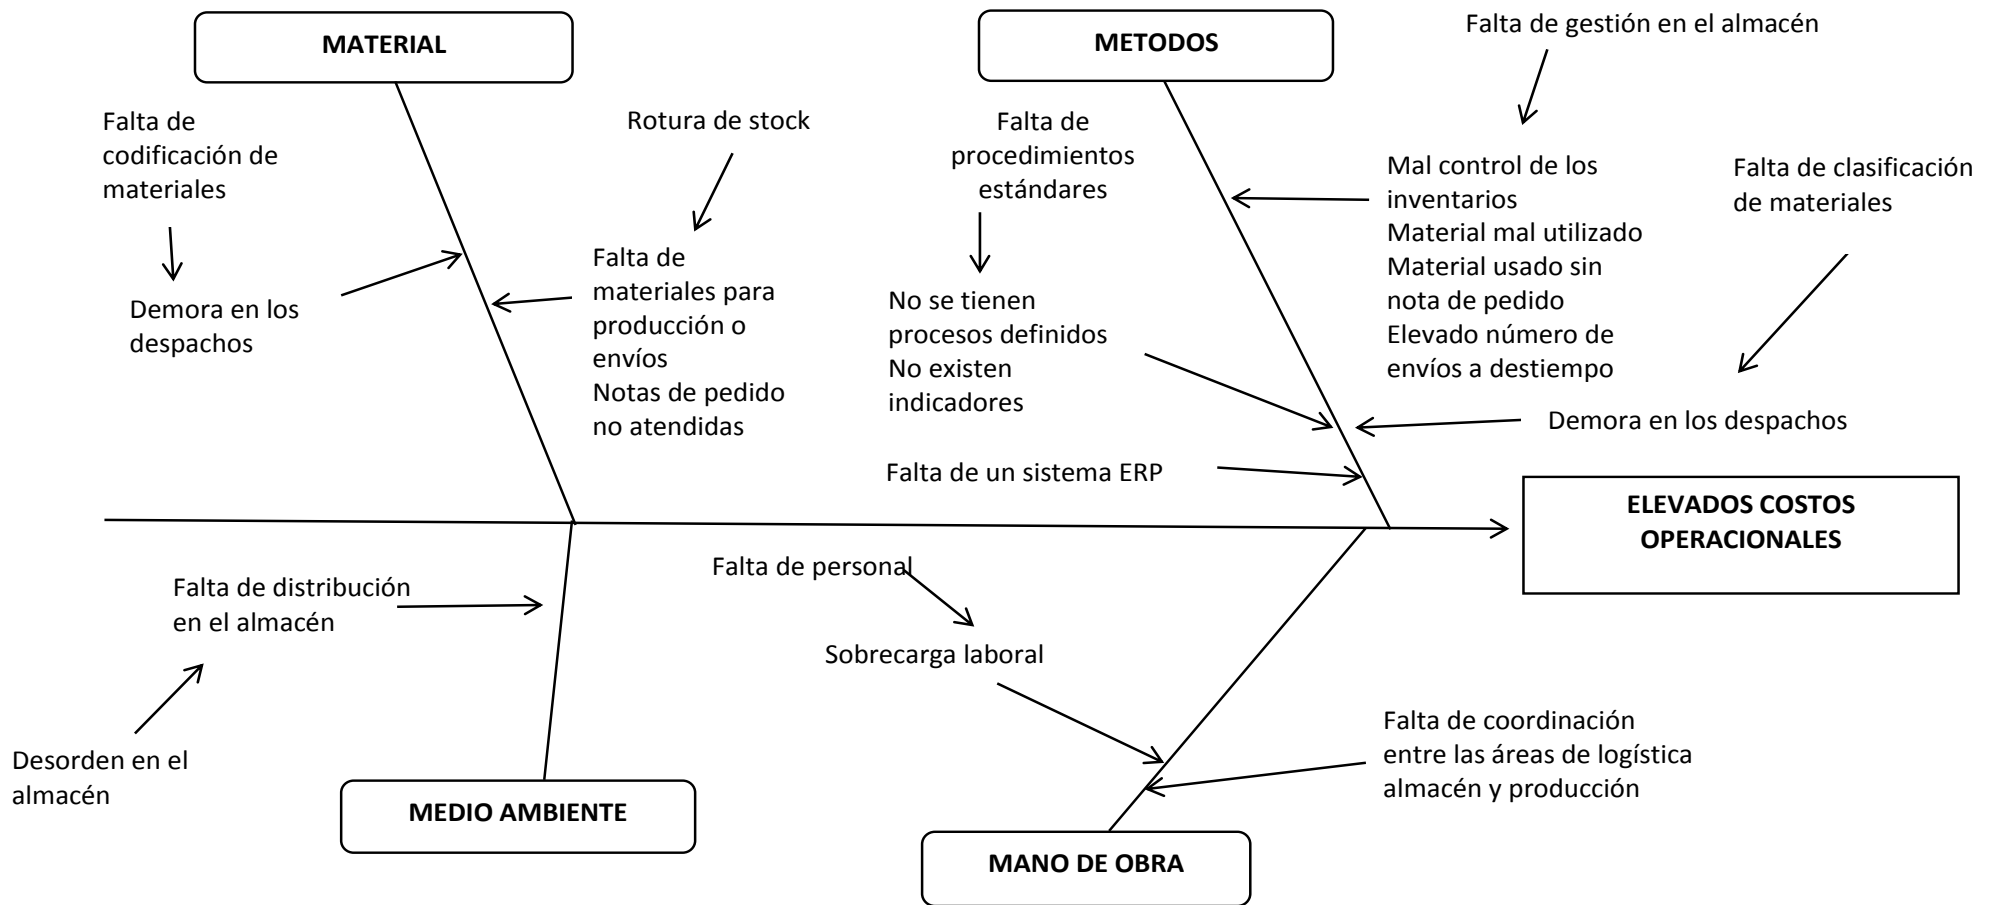 MATERIAL
METODOS
Falta de gestión en el almacén
Falta de
codificación de
materiales
Rotura de stock
Falta de
procedimientos
estándares
Mal control de los
inventarios
Material mal utilizado
Material usado sin
nota de pedido
Elevado número de
envíos a destiempo
Falta de clasificación
de materiales
Demora en los
despachos
Falta de
materiales para
producción o
envíos
Notas de pedido
no atendidas
No se tienen
procesos definidos
No existen
indicadores
Demora en los despachos
Falta de un sistema ERP
ELEVADOS COSTOS
OPERACIONALES
Falta de distribución
en el almacén
Falta de personal
Sobrecarga laboral
Desorden en el
almacén
Falta de coordinación
entre las áreas de logística
almacén y producción
MEDIO AMBIENTE
MANO DE OBRA